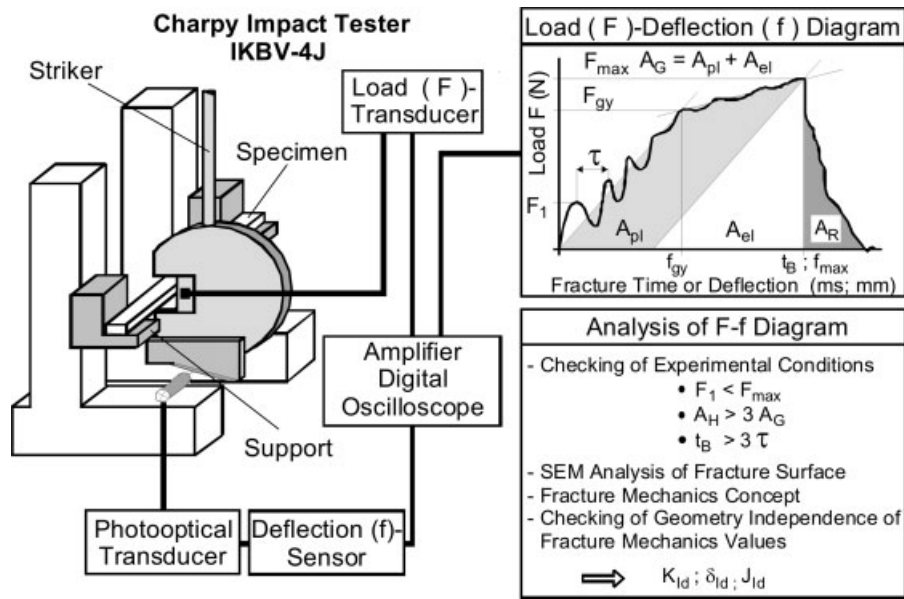 Charpy Impact Tester
IKBV-4J
Striker
Specimen
Load ( F )-
Transducer
Amplifier
Digital
Oscilloscope
Support
Photooptical
Transducer
Deflection (f)-
Sensor
Load ( F )-Deflection ( f ) Diagram
F_max A_G = A_pl + A_el
F_gy
Load F (N)
τ
F_1
A_pl
A_el
A_R
f_gy
t_B ; f_max
Fracture Time or Deflection (ms; mm)
Analysis of F-f Diagram
- Checking of Experimental Conditions
• F_1 < F_max
• A_H > 3 A_G
• t_B > 3 τ
- SEM Analysis of Fracture Surface
- Fracture Mechanics Concept
- Checking of Geometry Independence of
Fracture Mechanics Values
⇒ K_Id ; δ_Id ; J_Id